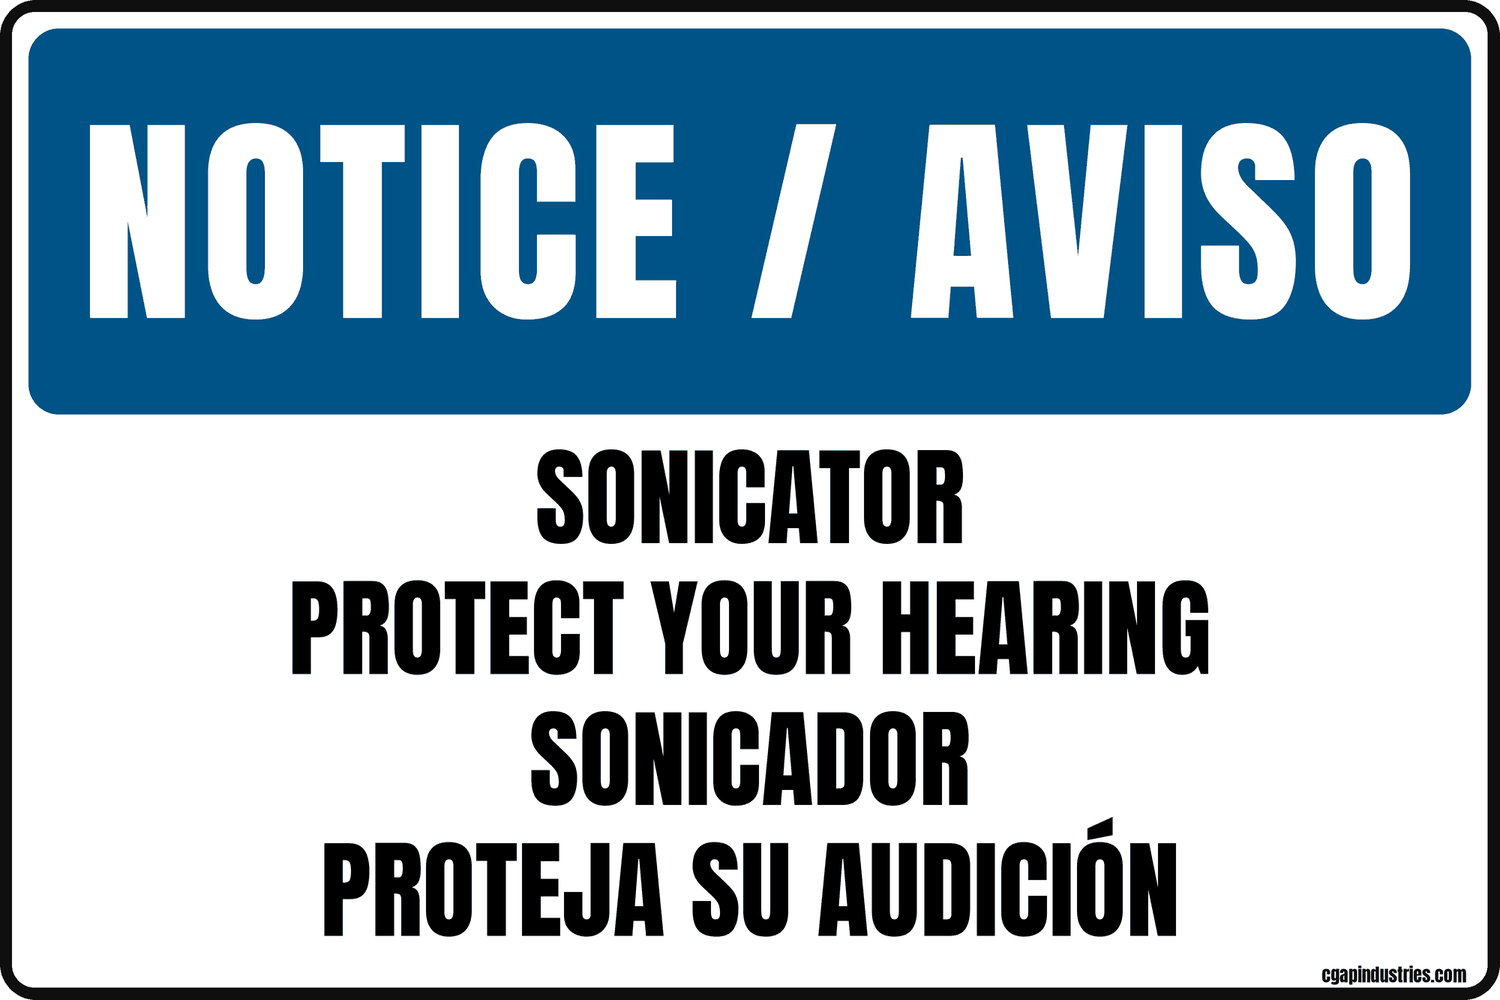 NOTICE / AVISO
SONICATOR
PROTECT YOUR HEARING
SONICADOR
PROTEJA SU AUDICIÓN
cgapindustries.com